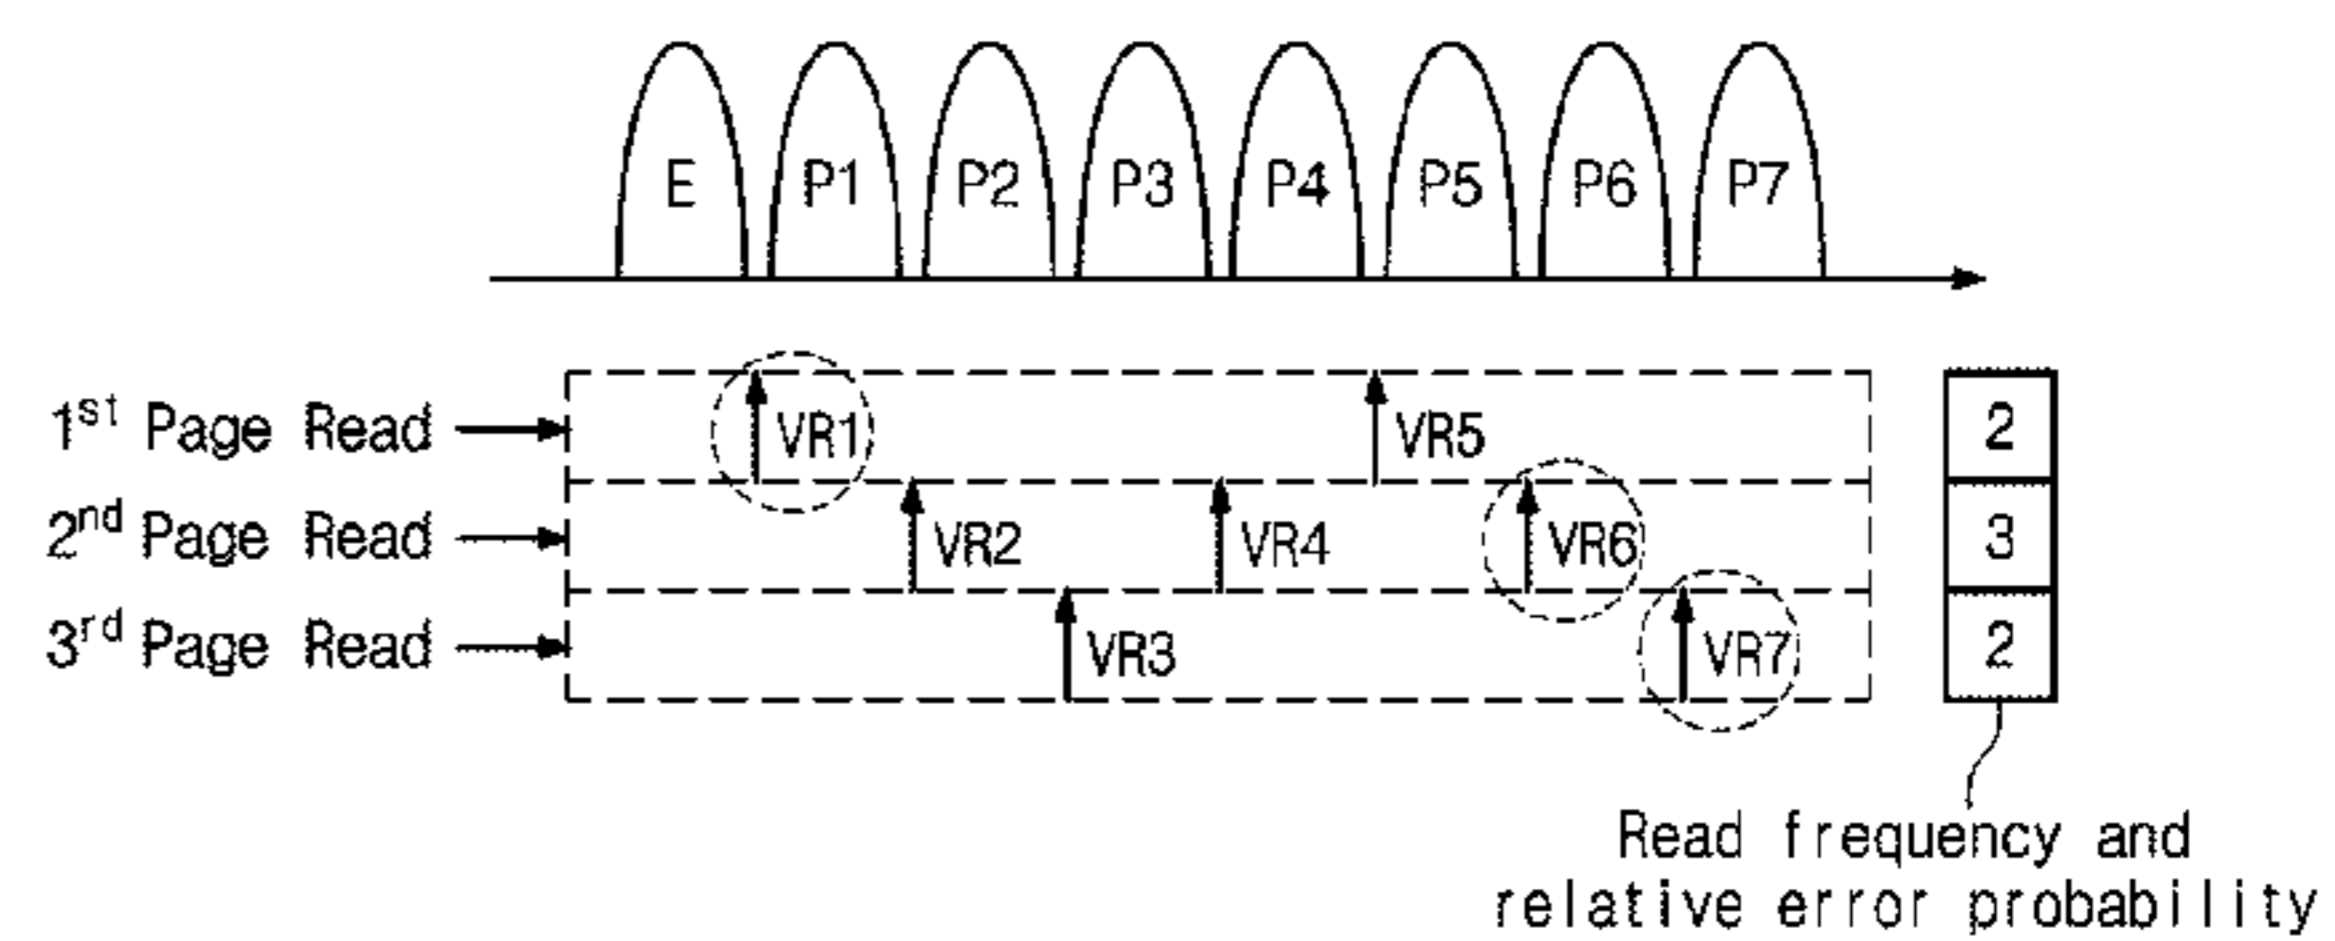 E P1 P2 P3 P4 P5 P6 P7
1st Page Read VR1 VR5 2
2nd Page Read VR2 VR4 VR6 3
3rd Page Read VR3 VR7 2
Read frequency and
relative error probability